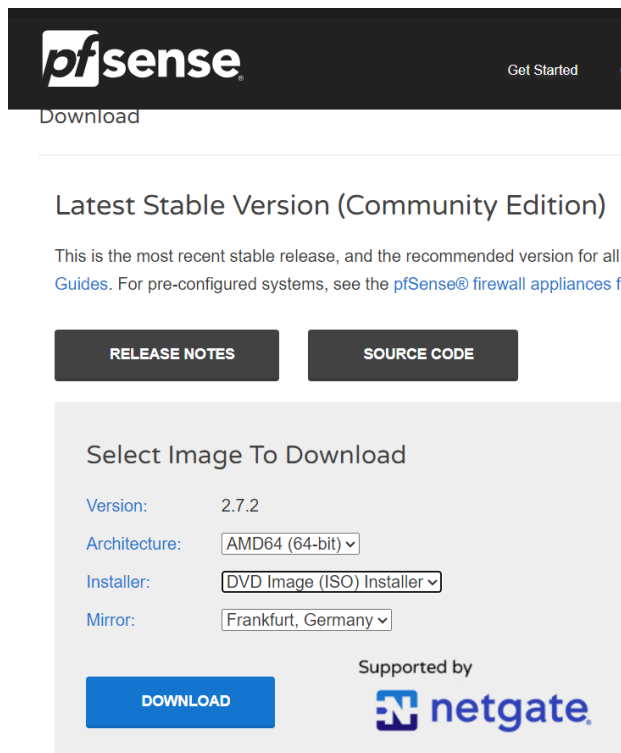 pfsense®
Get Started
Download
Latest Stable Version (Community Edition)
This is the most recent stable release, and the recommended version for all
Guides. For pre-configured systems, see the pfSense® firewall appliances f
RELEASE NOTES
SOURCE CODE
Select Image To Download
Version: 2.7.2
Architecture: AMD64 (64-bit)
Installer: DVD Image (ISO) Installer
Mirror: Frankfurt, Germany
Supported by
DOWNLOAD
netgate®